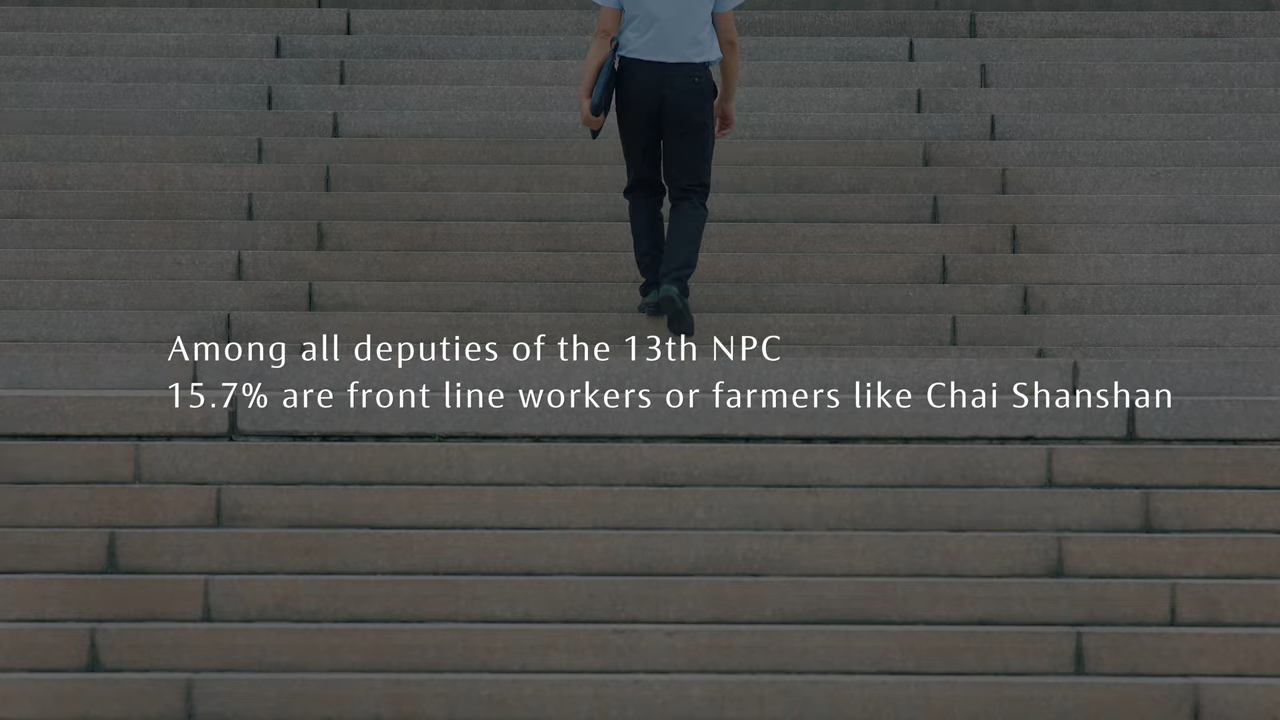 Among all deputies of the 13th NPC
15.7% are front line workers or farmers like Chai Shanshan